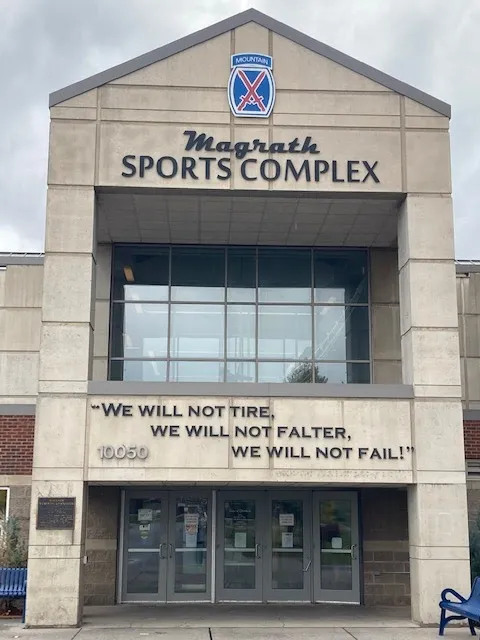 MOUNTAIN
Magrath
SPORTS COMPLEX
"WE WILL NOT TIRE,
WE WILL NOT FALTER,
10050
WE WILL NOT FAIL!"